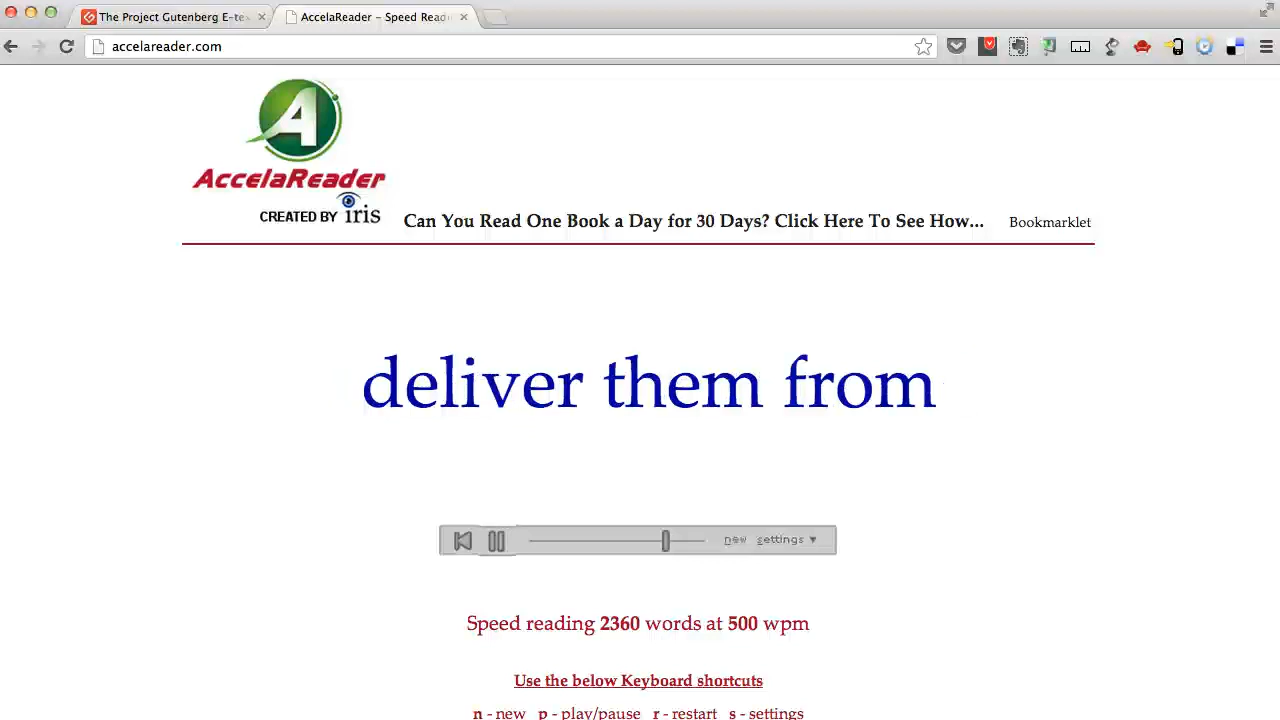 The Project Gutenberg E-te
AccelaReader – Speed Read
accelareader.com
A
AccelaReader
CREATED BY iris
Can You Read One Book a Day for 30 Days? Click Here To See How... Bookmarklet
deliver them from
new settings ▼
Speed reading 2360 words at 500 wpm
Use the below Keyboard shortcuts
n - new p - play/pause r - restart s - settings